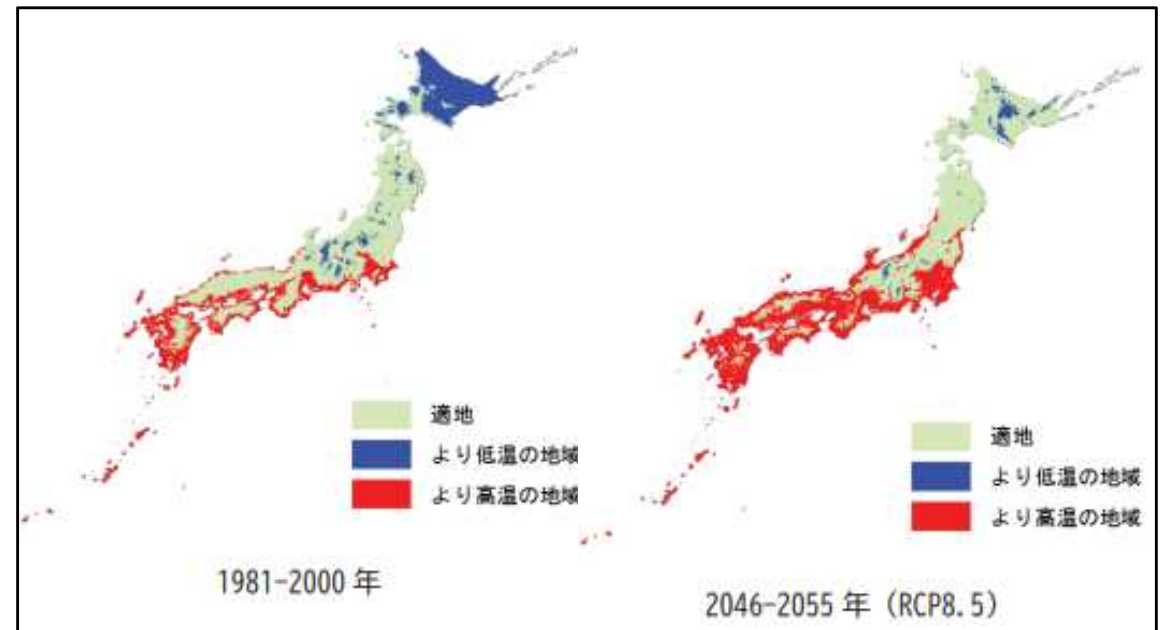 適地
より低温の地域
より高温の地域
1981-2000 年
適地
より低温の地域
より高温の地域
2046-2055 年 (RCP8.5)